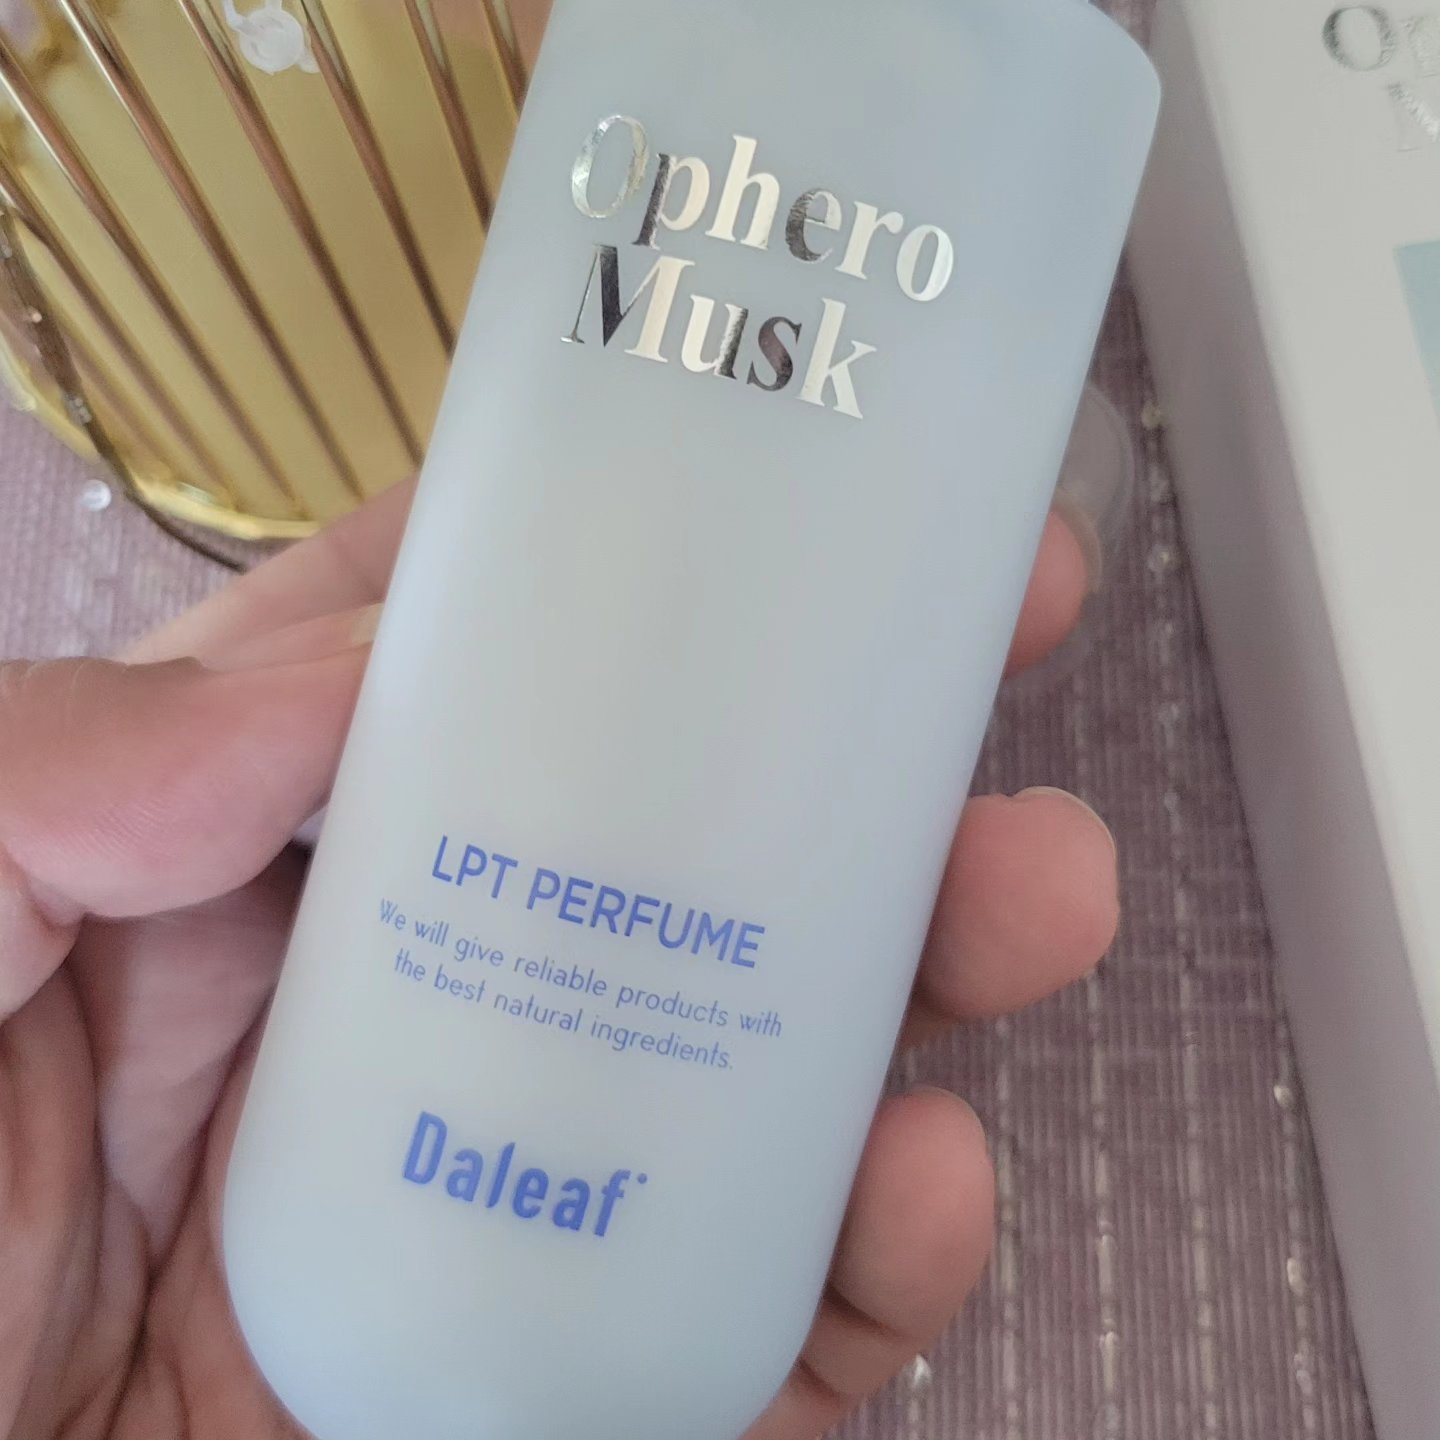 Ophero
Musk
LPT PERFUME
We will give reliable products with
the best natural ingredients.
Daleaf
O